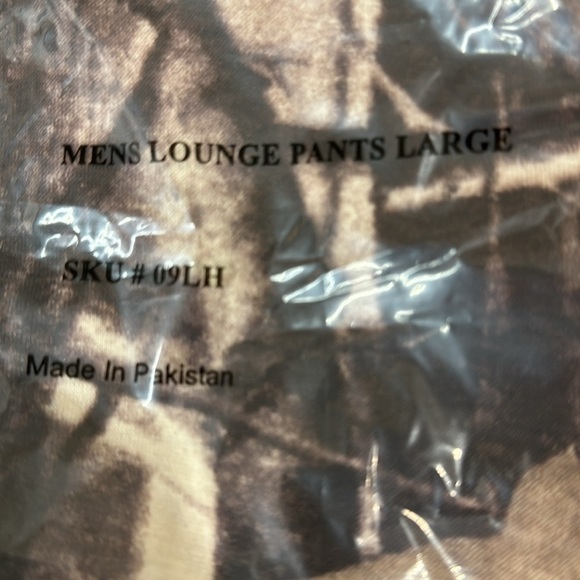 MENS LOUNGE PANTS LARGE
SKU # 09LH
Made In Pakistan